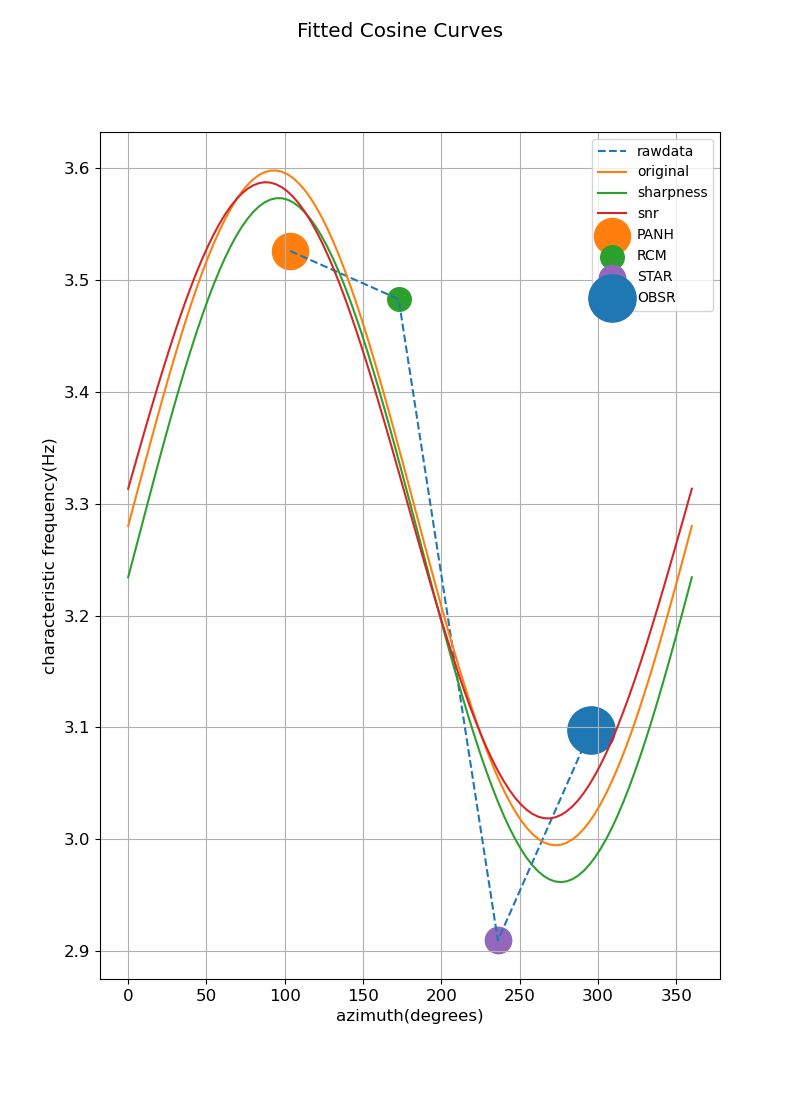 Fitted Cosine Curves
rawdata
original
sharpness
snr
PANH
RCM
STAR
OBSR
3.6
3.5
3.4
3.3
3.2
3.1
3.0
2.9
characteristic frequency(Hz)
0 50 100 150 200 250 300 350
azimuth(degrees)